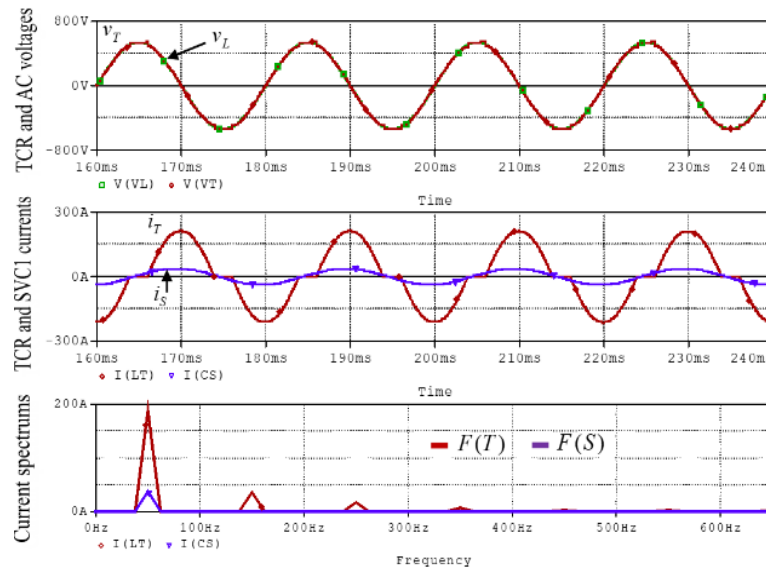 TCR and AC voltages
800V
v_T
v_L
0V
-800V
160ms 170ms 180ms 190ms 200ms 210ms 220ms 230ms 240
V(VL) V(VT)
Time
TCR and SVC1 currents
300A
i_T
0A
i_S
-300A
160ms 170ms 180ms 190ms 200ms 210ms 220ms 230ms 240
I(LT) I(CS)
Time
Current spectrums
200A
F(T) F(S)
0A
0Hz 100Hz 200Hz 300Hz 400Hz 500Hz 600Hz
I(LT) I(CS)
Frequency